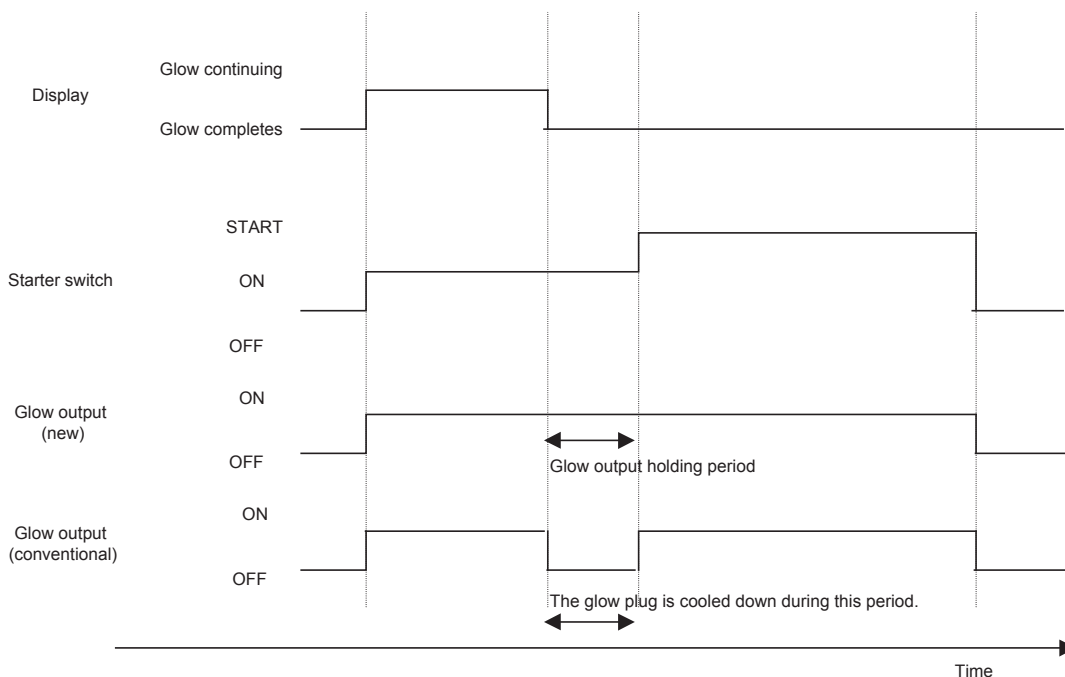 Glow continuing
Display
Glow completes
START
Starter switch
ON
OFF
ON
Glow output
(new)
OFF
Glow output holding period
ON
Glow output
(conventional)
OFF
The glow plug is cooled down during this period.
Time